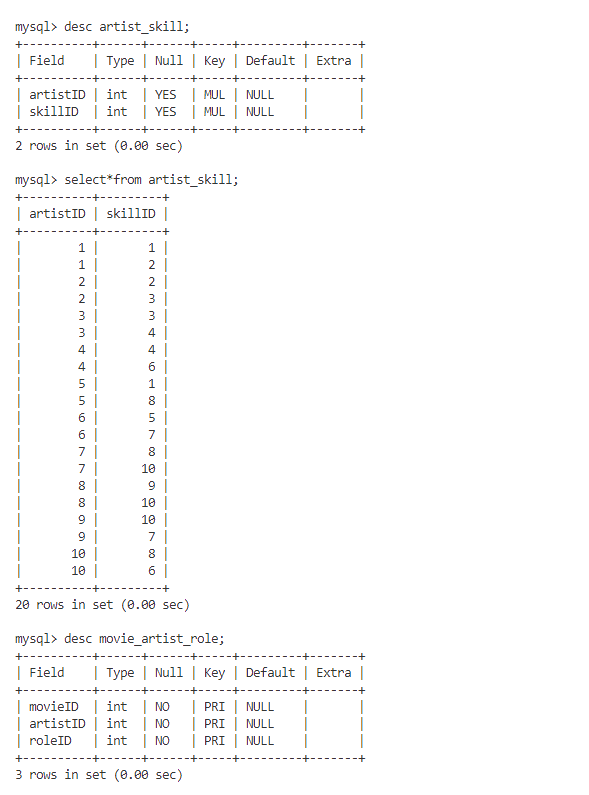 mysql> desc artist_skill;
+----------+------+------+-----+---------+-------+
| Field    | Type | Null | Key | Default | Extra |
+----------+------+------+-----+---------+-------+
| artistID | int  | YES  | MUL | NULL    |       |
| skillID  | int  | YES  | MUL | NULL    |       |
+----------+------+------+-----+---------+-------+
2 rows in set (0.00 sec)

mysql> select*from artist_skill;
+----------+---------+
| artistID | skillID |
+----------+---------+
|        1 |       1 |
|        1 |       2 |
|        2 |       2 |
|        2 |       3 |
|        3 |       3 |
|        3 |       4 |
|        4 |       4 |
|        4 |       6 |
|        5 |       1 |
|        5 |       8 |
|        6 |       5 |
|        6 |       7 |
|        7 |       8 |
|        7 |      10 |
|        8 |       9 |
|        8 |      10 |
|        9 |      10 |
|        9 |       7 |
|       10 |       8 |
|       10 |       6 |
+----------+---------+
20 rows in set (0.00 sec)

mysql> desc movie_artist_role;
+----------+------+------+-----+---------+-------+
| Field    | Type | Null | Key | Default | Extra |
+----------+------+------+-----+---------+-------+
| movieID  | int  | NO   | PRI | NULL    |       |
| artistID | int  | NO   | PRI | NULL    |       |
| roleID   | int  | NO   | PRI | NULL    |       |
+----------+------+------+-----+---------+-------+
3 rows in set (0.00 sec)